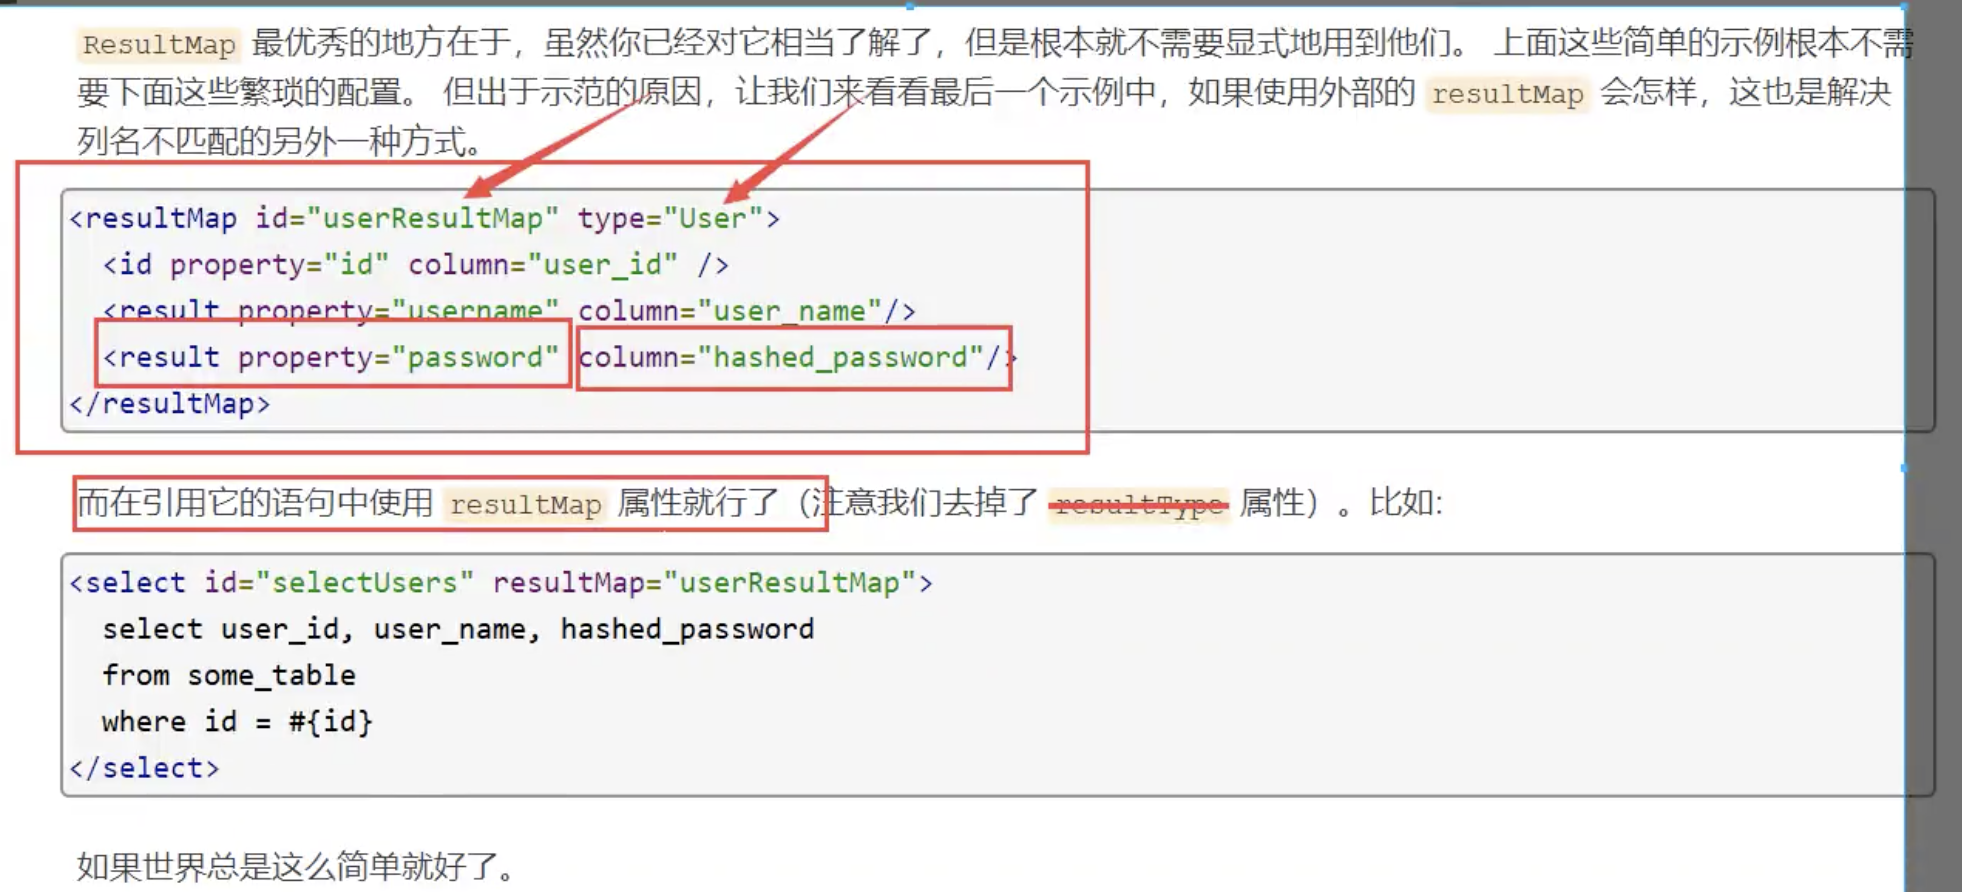 ResultMap 最优秀的地方在于，虽然你已经对它相当了解了，但是根本就不需要显式地用到他们。 上面这些简单的示例根本不需
要下面这些繁琐的配置。 但出于示范的原因，让我们来看看最后一个示例中，如果使用外部的 resultMap 会怎样，这也是解决
列名不匹配的另外一种方式。
<resultMap id="userResultMap" type="User">
  <id property="id" column="user_id" />
  <result property="username" column="user_name"/>
  <result property="password" column="hashed_password"/>
</resultMap>
而在引用它的语句中使用 resultMap 属性就行了（注意我们去掉了 resultType 属性）。比如:
<select id="selectUsers" resultMap="userResultMap">
  select user_id, user_name, hashed_password
  from some_table
  where id = #{id}
</select>
如果世界总是这么简单就好了。